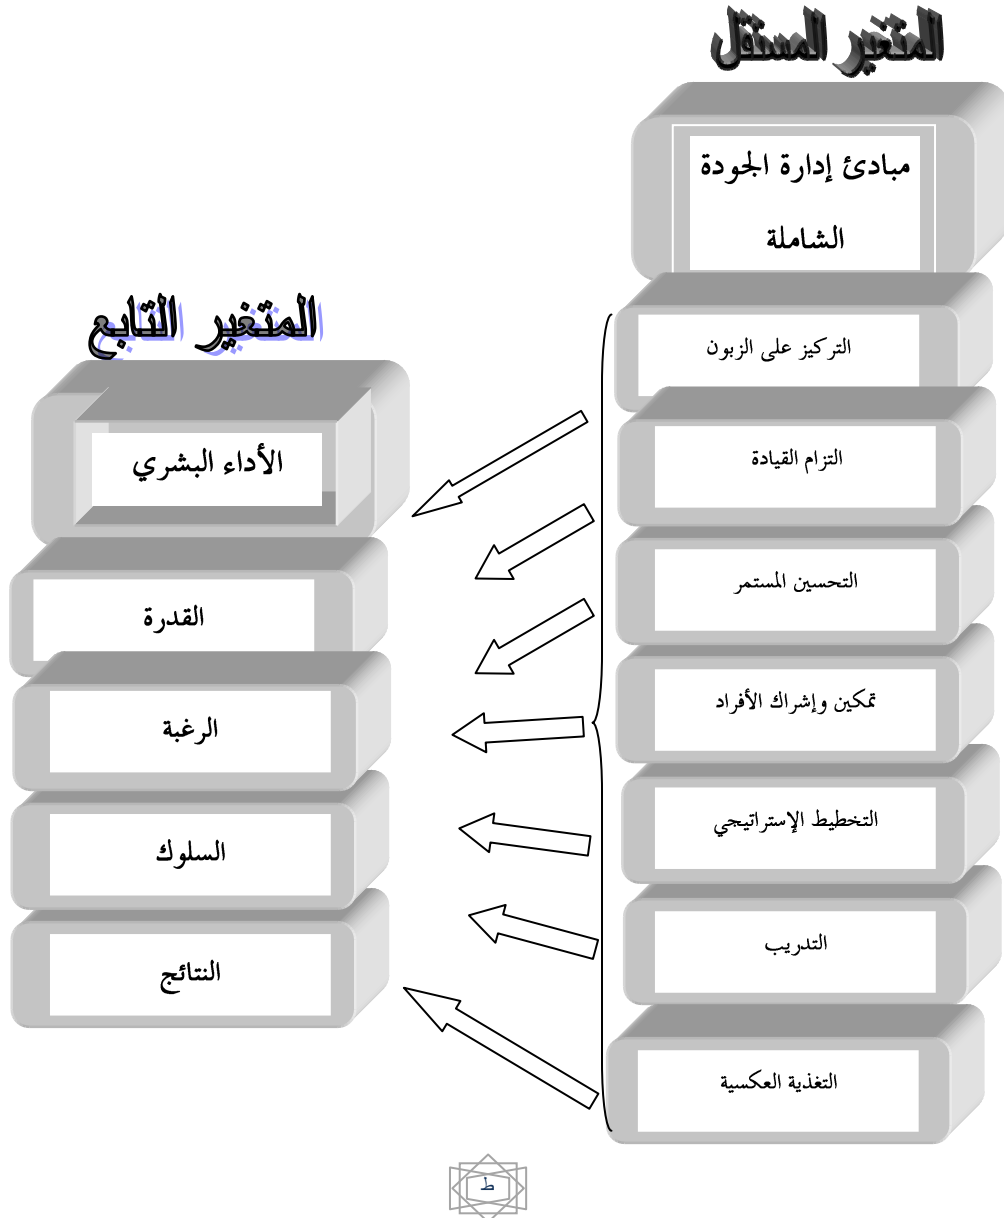 المتغير المستقل
مبادئ إدارة الجودة
الشاملة
التركيز على الزبون
التزام القيادة
التحسين المستمر
تمكين وإشراك الأفراد
التخطيط الإستراتيجي
التدريب
التغذية العكسية
المتغير التابع
الأداء البشري
القدرة
الرغبة
السلوك
النتائج
ط